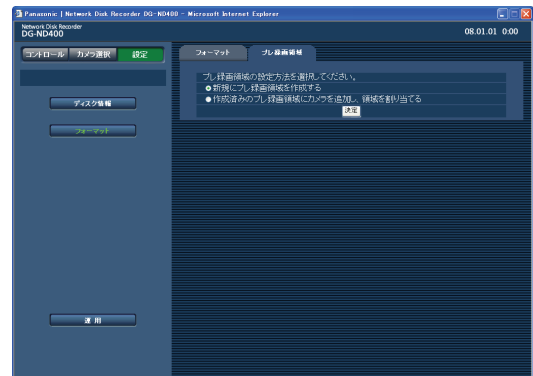 Panasonic | Network Disk Recorder DG-ND400 - Microsoft Internet Explorer
Network Disk Recorder
DG-ND400
08.01.01 0:00
コントロール カメラ選択 設定
フォーマット プレ録画領域
プレ録画領域の設定方法を選択してください。
新規にプレ録画領域を作成する
作成済みのプレ録画領域にカメラを追加し、領域を割り当てる
決定
ディスク情報
フォーマット
運用